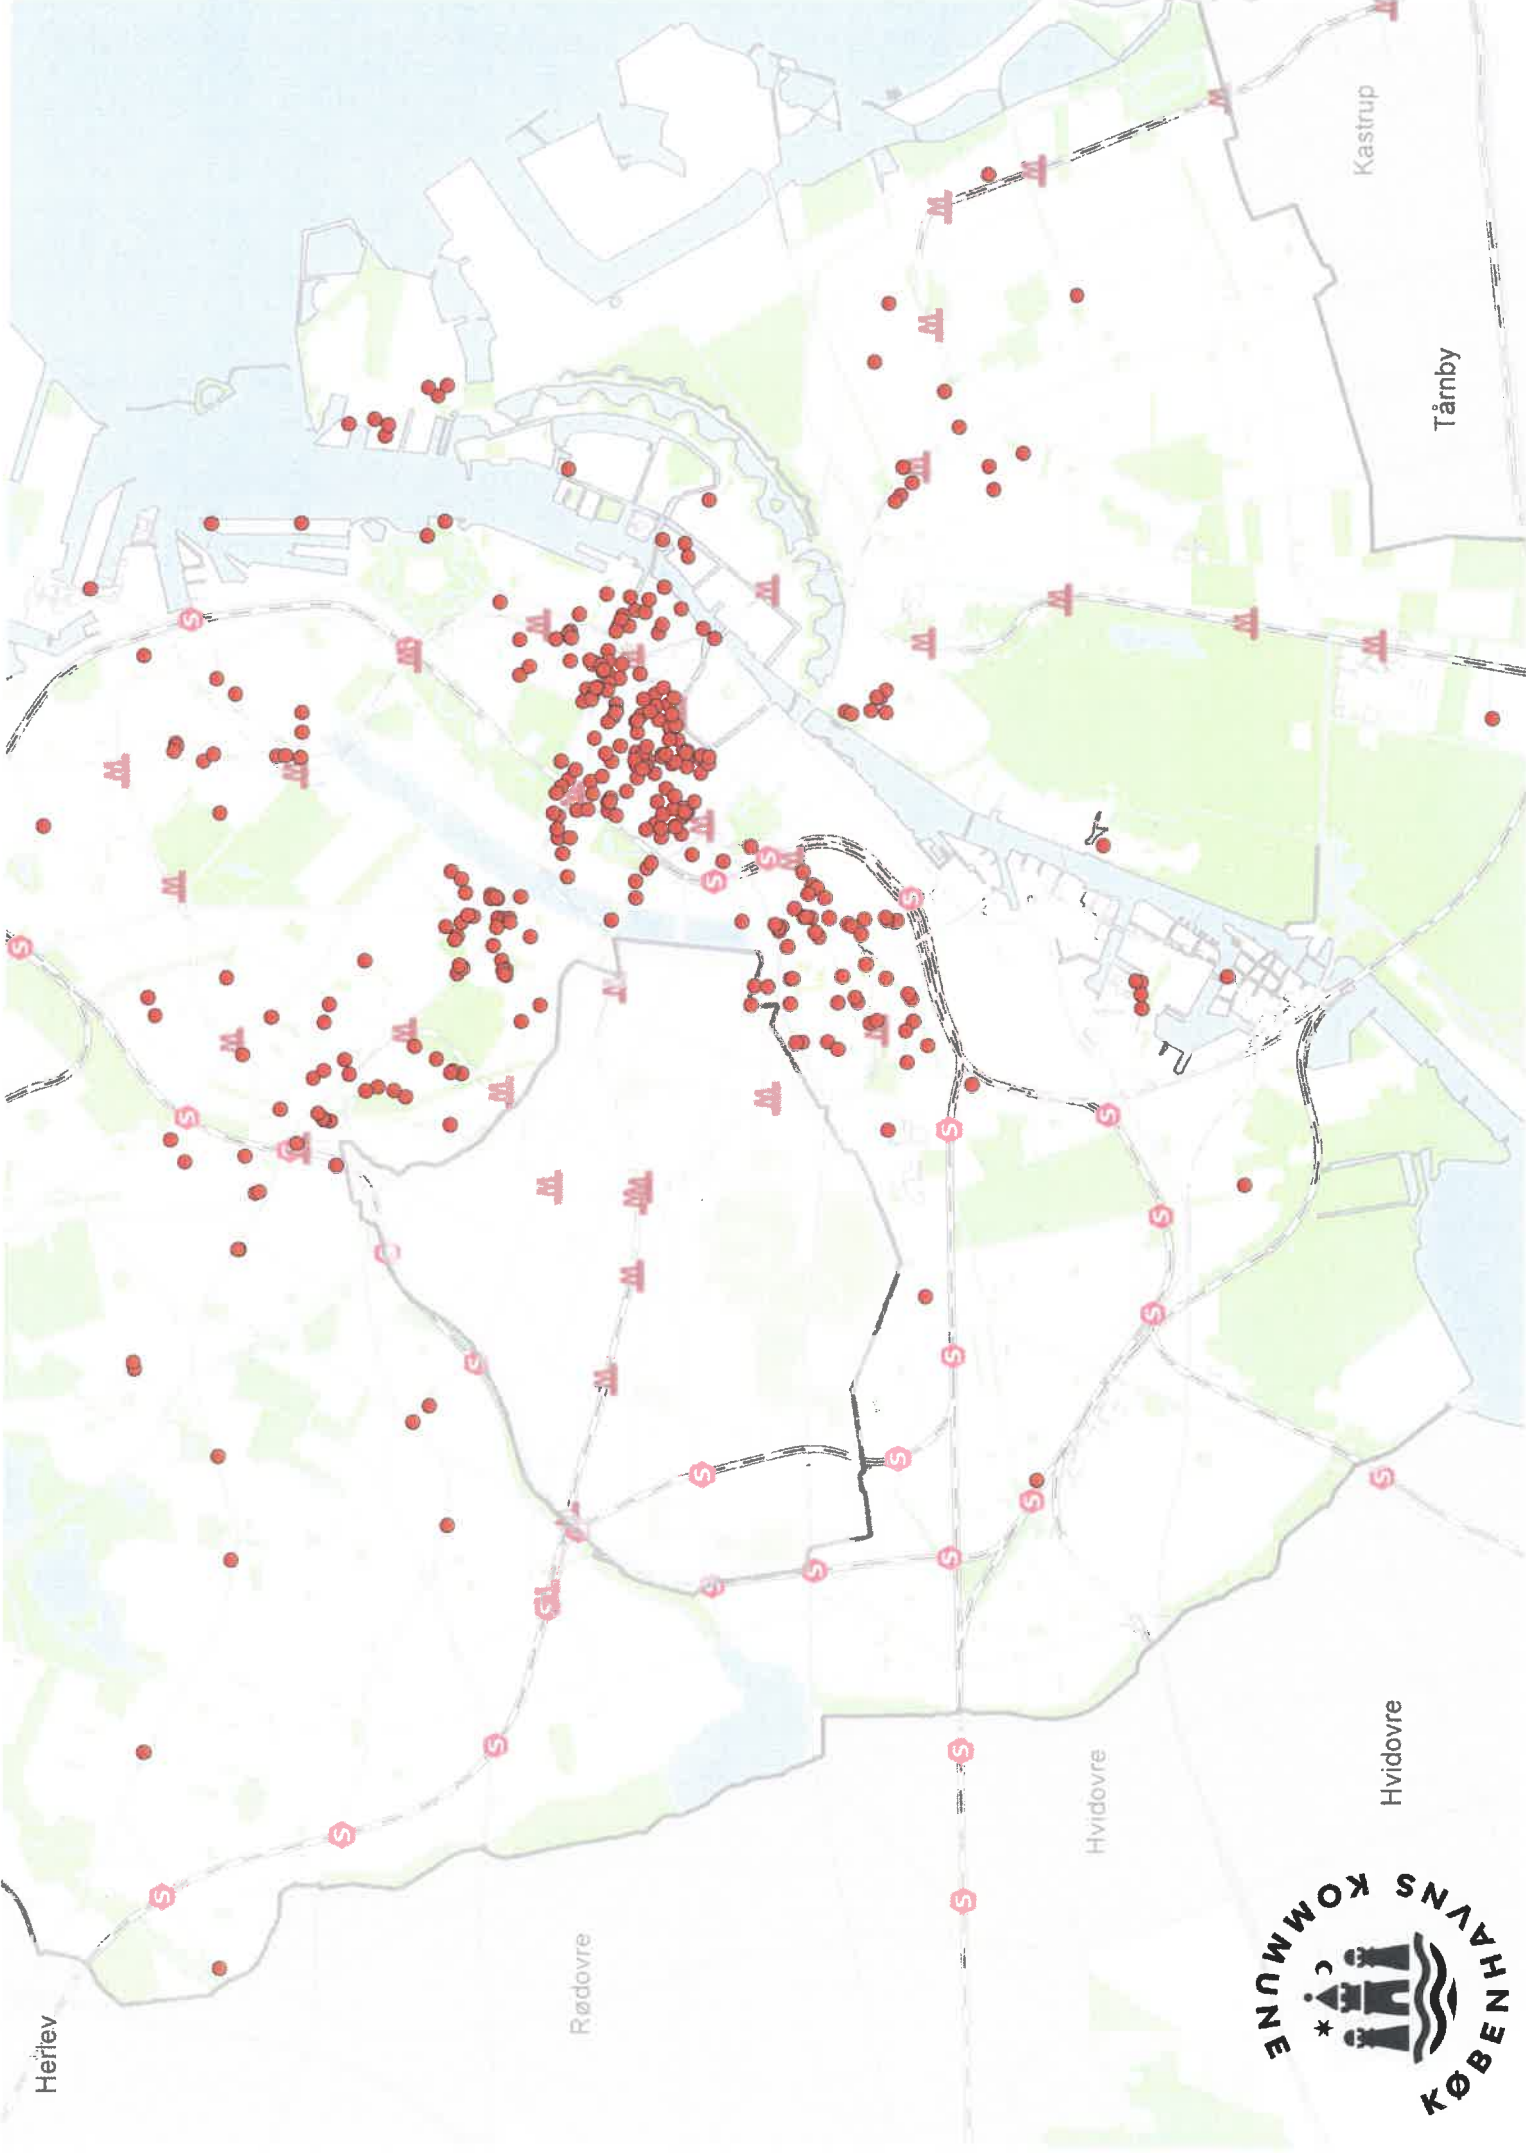 Herlev
Rødovre
Hvidovre
Hvidovre
Tårnby
Kastrup
KØBENHAVNS KOMMUNE